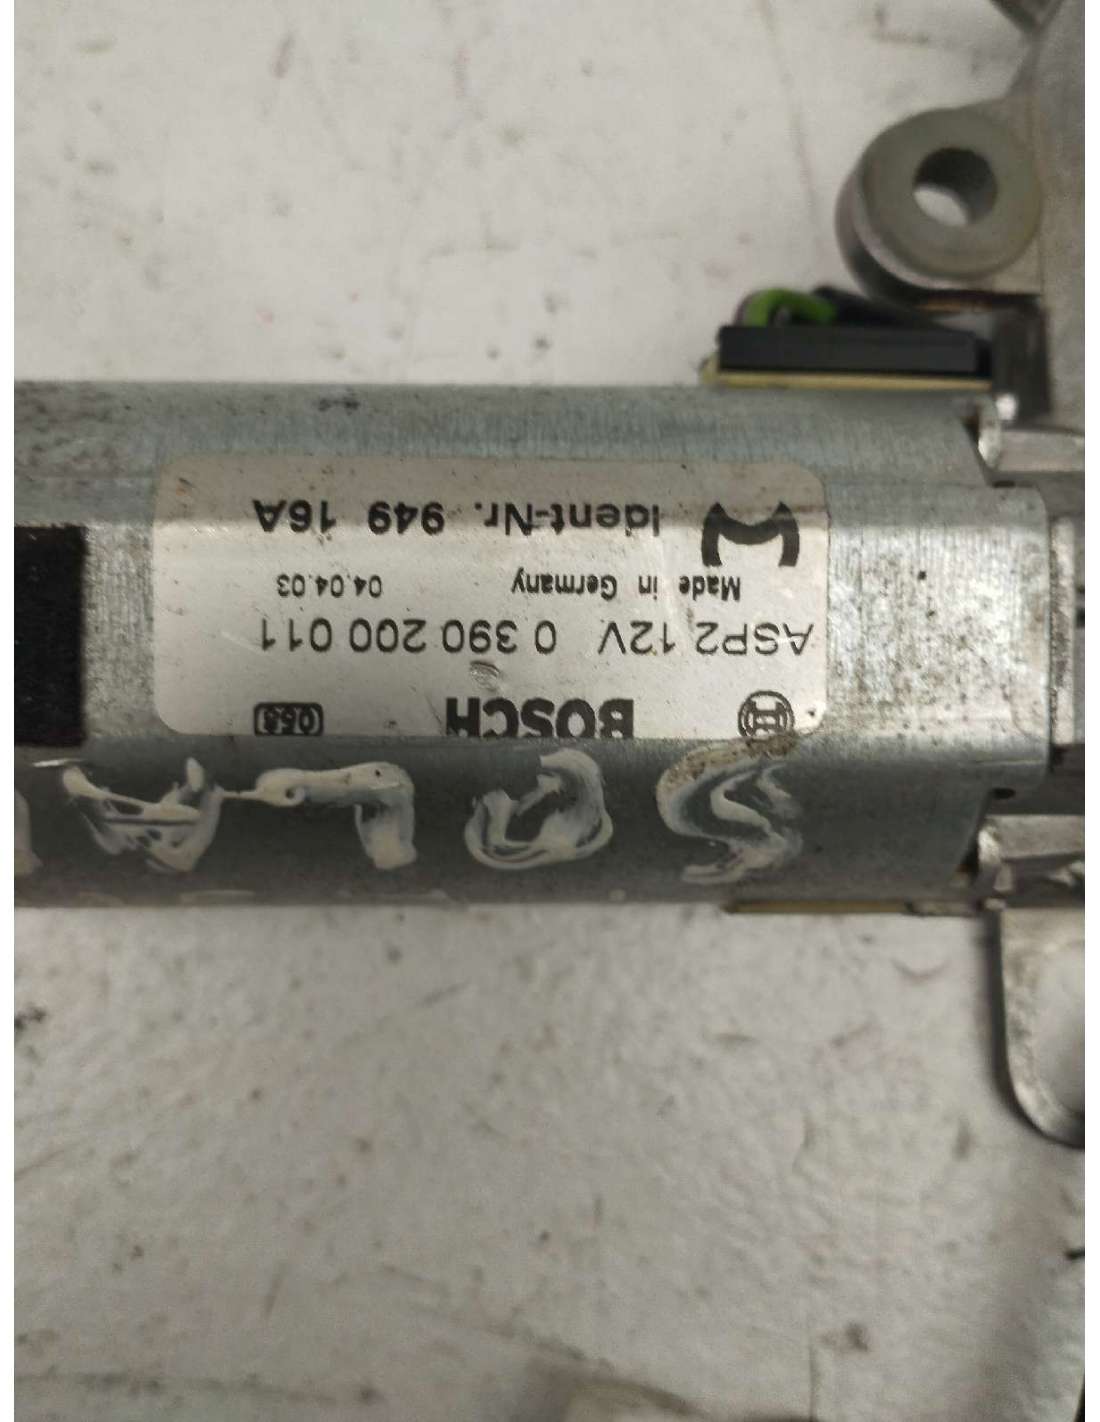 BOSCH
ASP2 12V 0 390 200 011
Made in Germany 04.04.03
Ident-Nr. 949 16A